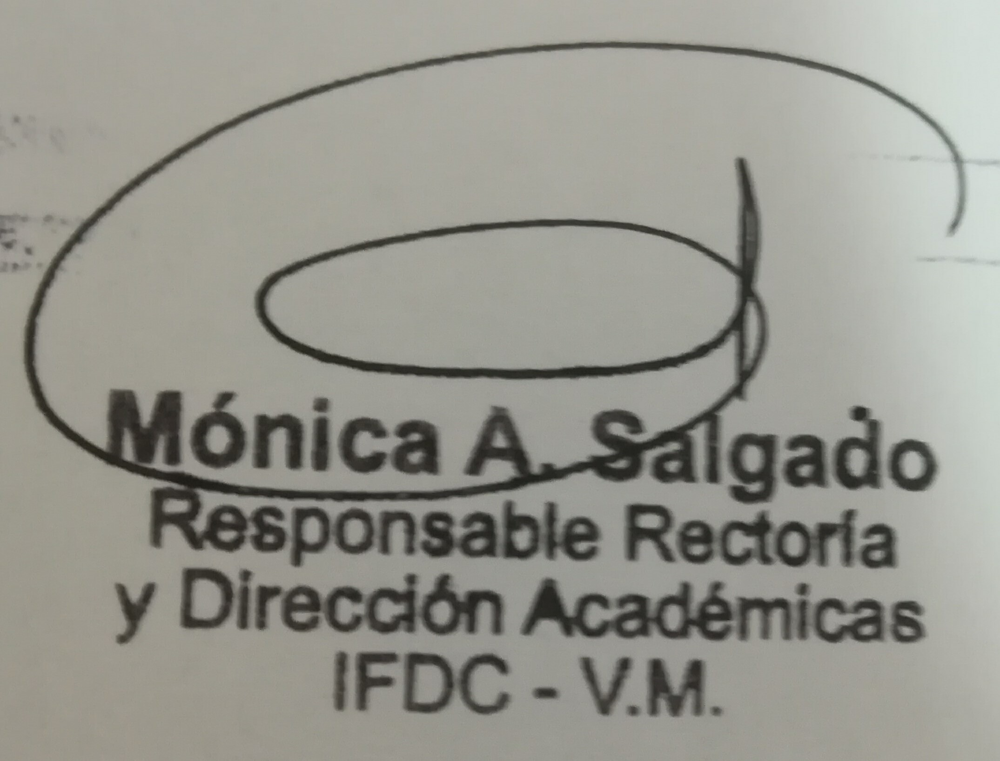 Mónica A. Salgado
Responsable Rectoría
y Dirección Académicas
IFDC - V.M.